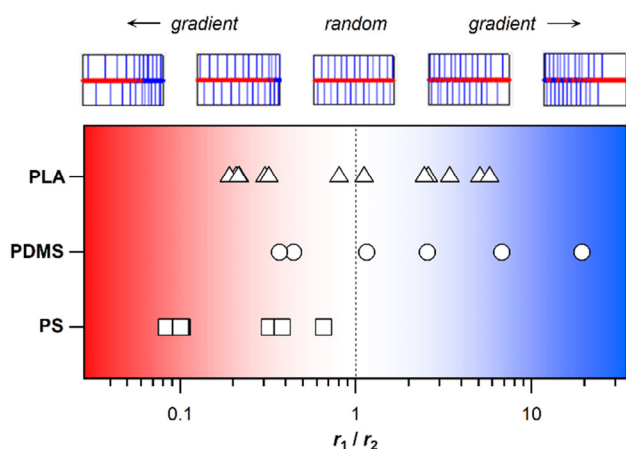 ← gradient random gradient →
PLA
PDMS
PS
0.1 1 10
r1 / r2